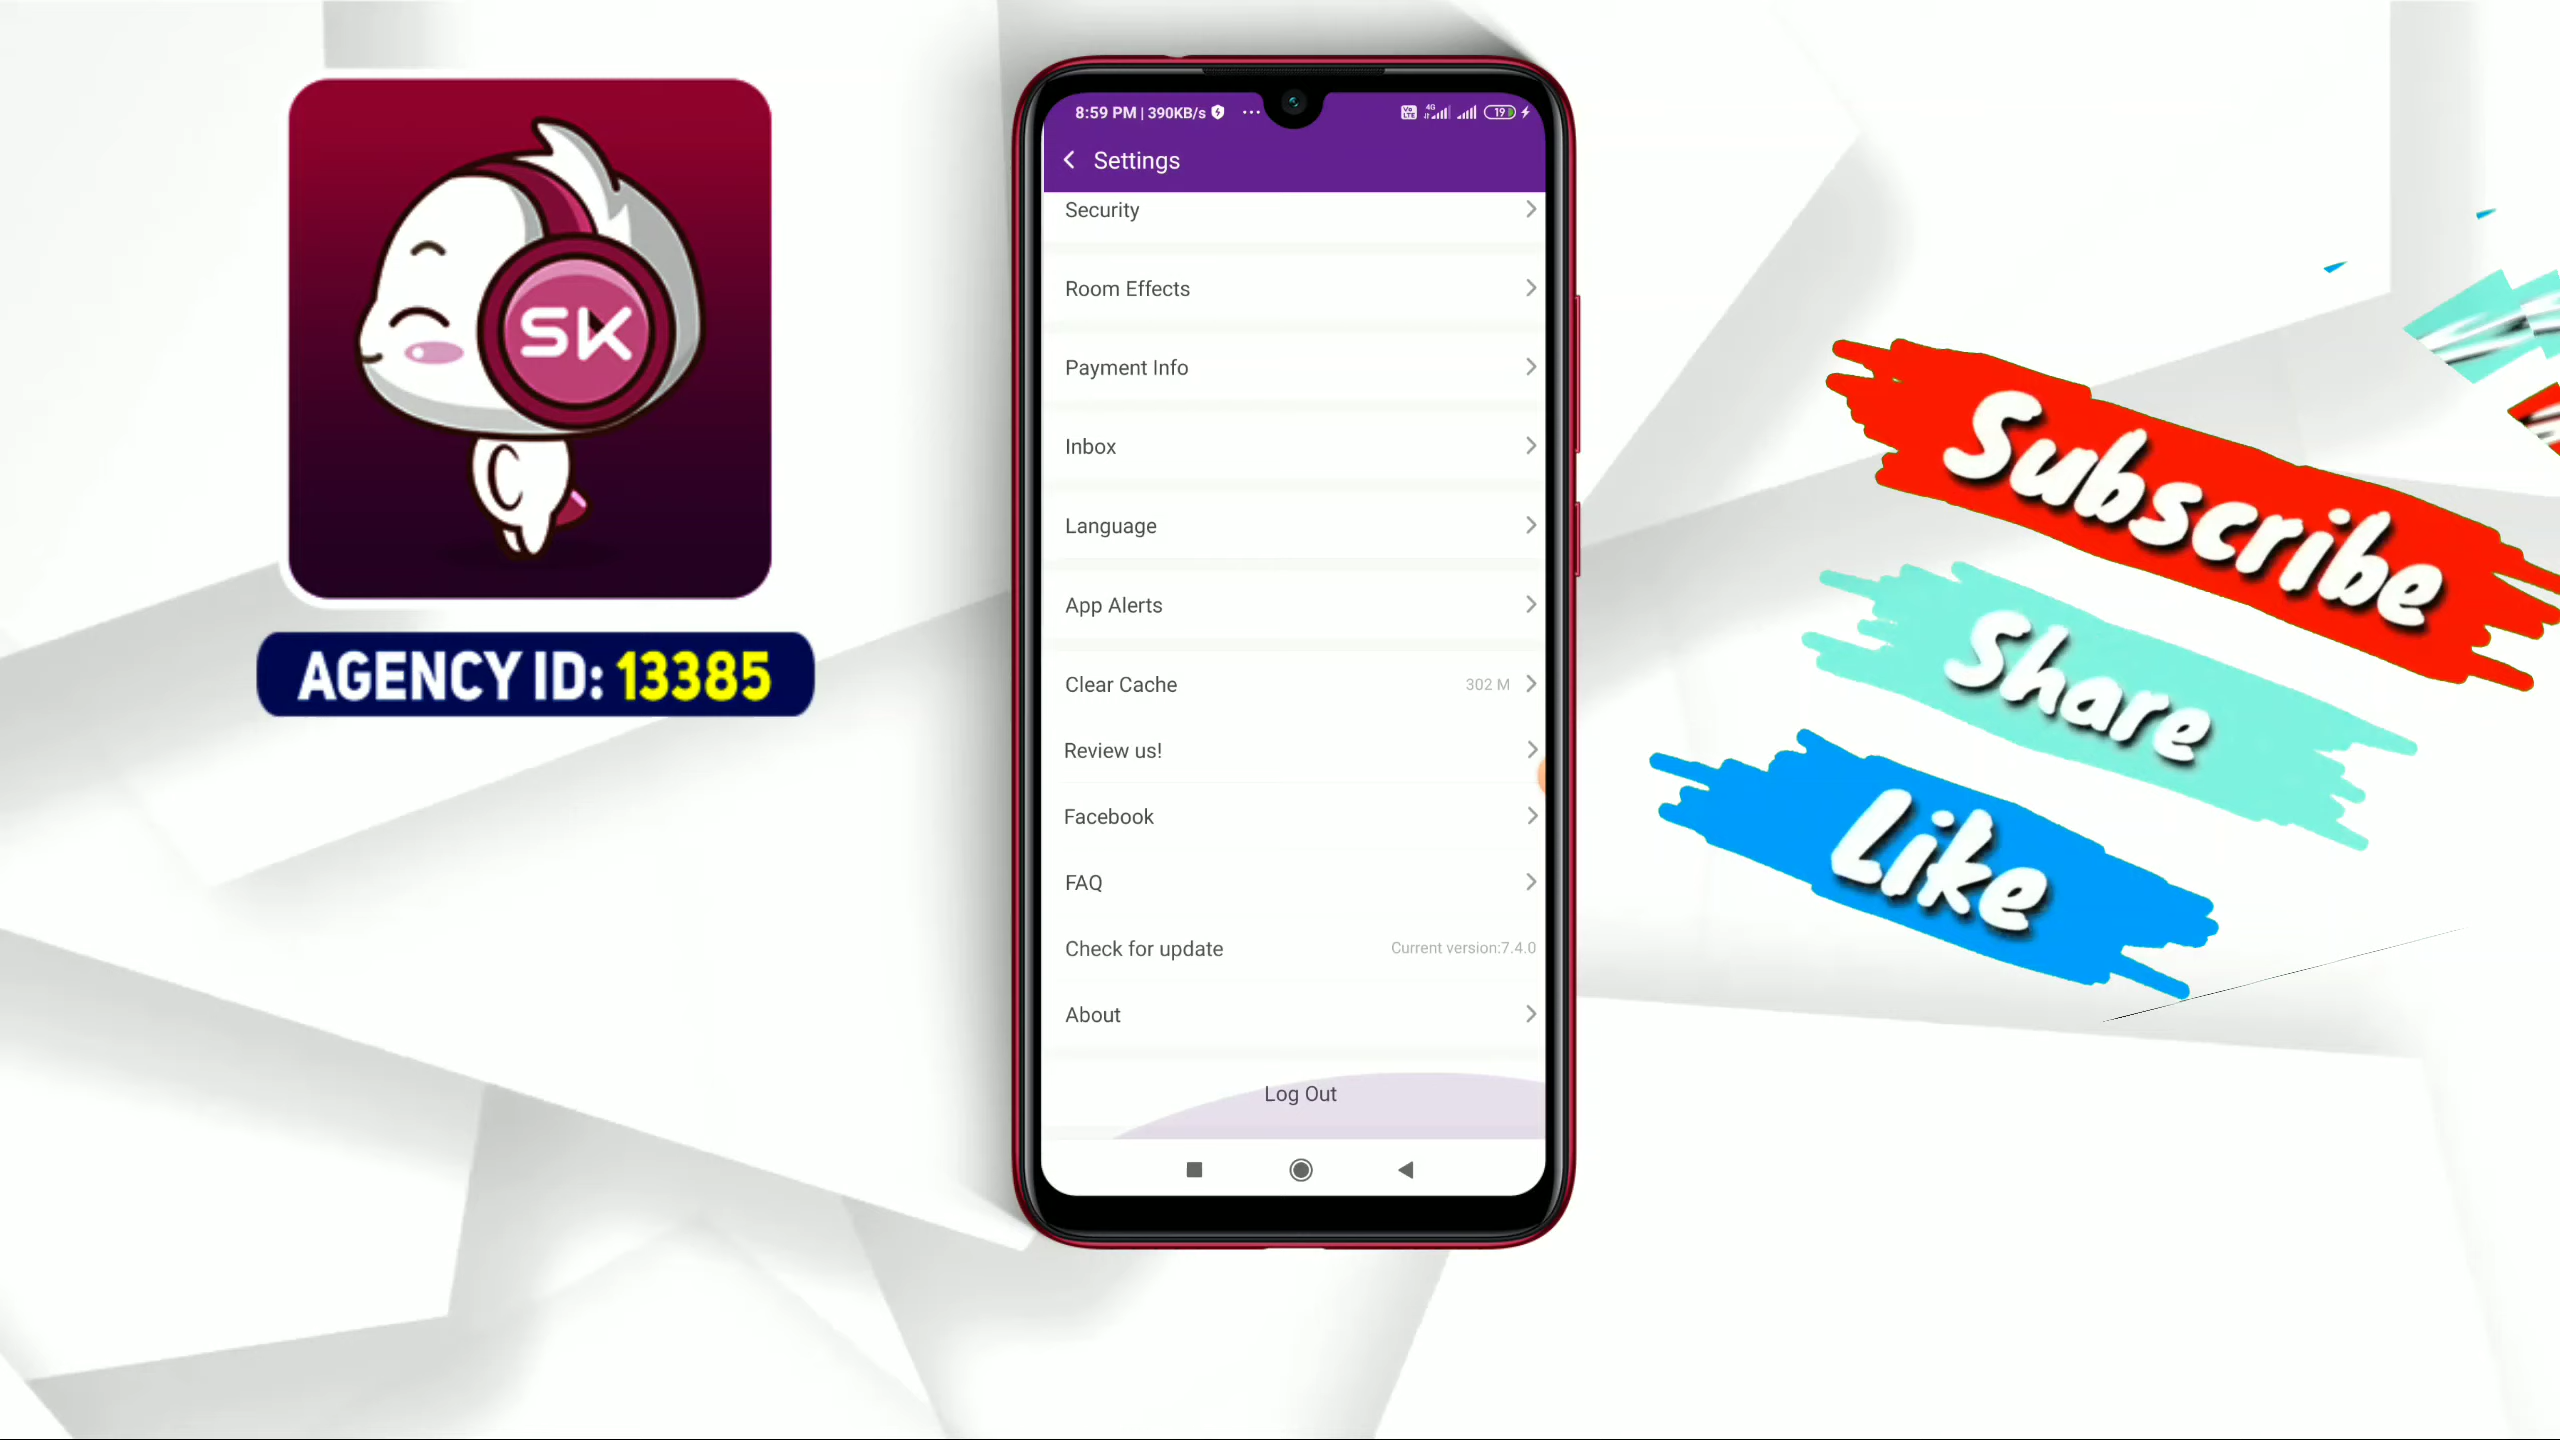 SK
AGENCY ID: 13385
8:59 PM | 390KB/s
4G
19
Settings
Security
Room Effects
Payment Info
Inbox
Language
App Alerts
Clear Cache 302 M
Review us!
Facebook
FAQ
Check for update Current version:7.4.0
About
Log Out
Subscribe
Share
Like